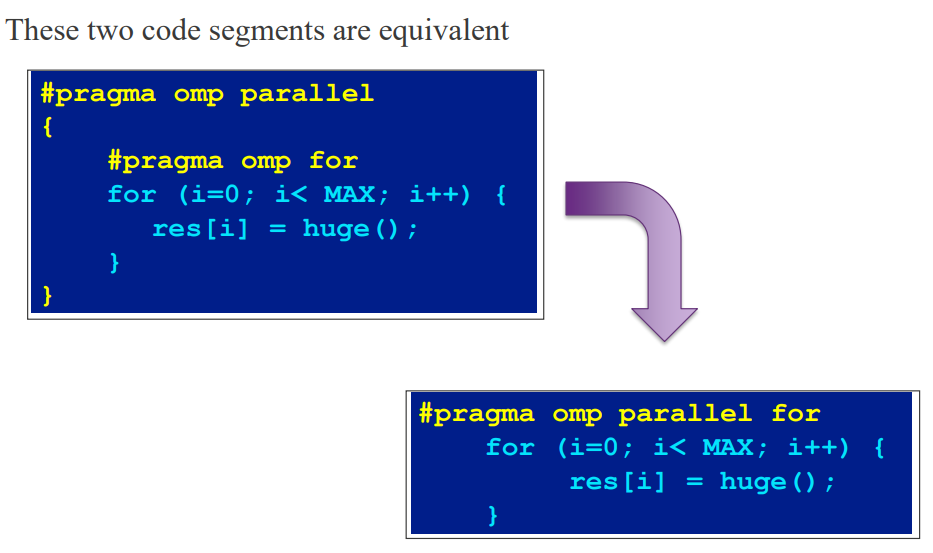 These two code segments are equivalent
#pragma omp parallel
{
#pragma omp for
for (i=0; i< MAX; i++) {
res[i] = huge();
}
}
#pragma omp parallel for
for (i=0; i< MAX; i++) {
res[i] = huge();
}